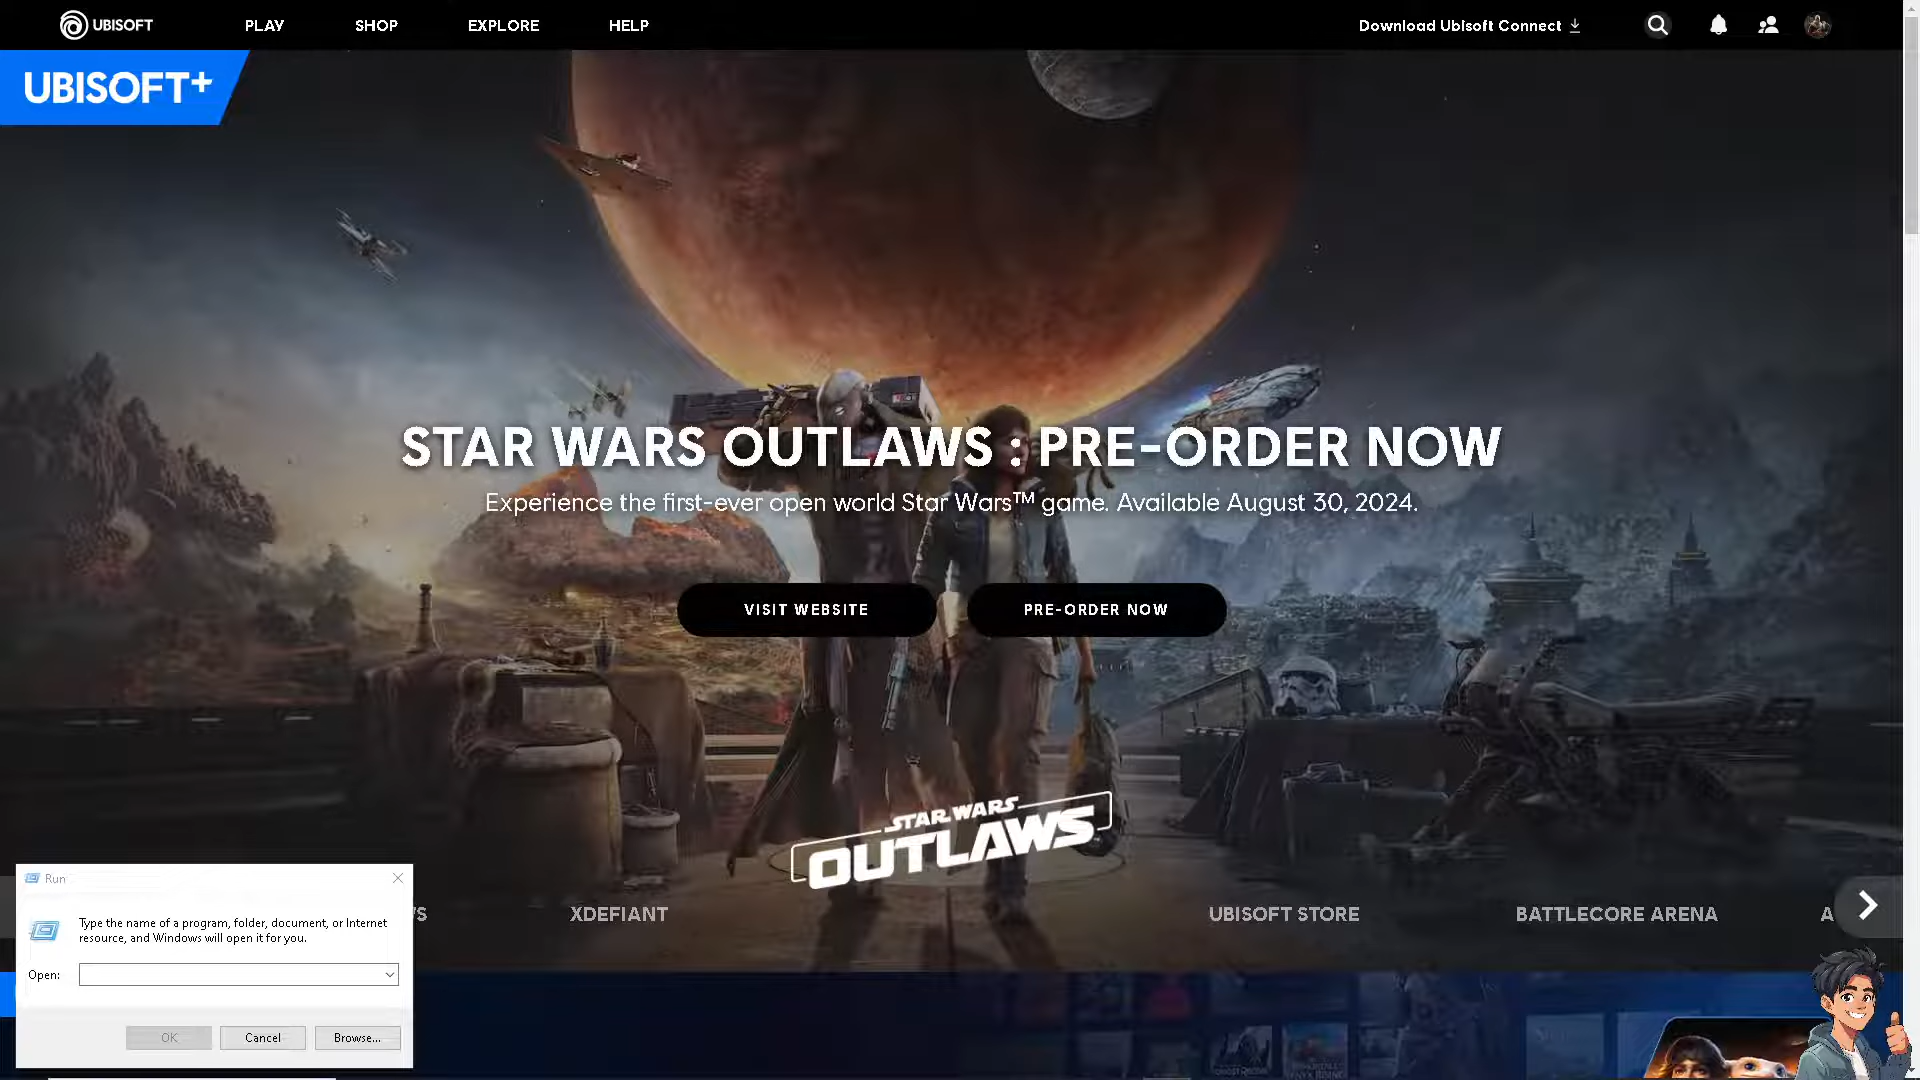 UBISOFT
PLAY
SHOP
EXPLORE
HELP
Download Ubisoft Connect
UBISOFT+
STAR WARS OUTLAWS : PRE-ORDER NOW
Experience the first-ever open world Star Wars™ game. Available August 30, 2024.
VISIT WEBSITE
PRE-ORDER NOW
STAR WARS
OUTLAWS
XDEFIANT
UBISOFT STORE
BATTLECORE ARENA
A
Run
Type the name of a program, folder, document, or Internet
resource, and Windows will open it for you.
Open:
OK
Cancel
Browse...